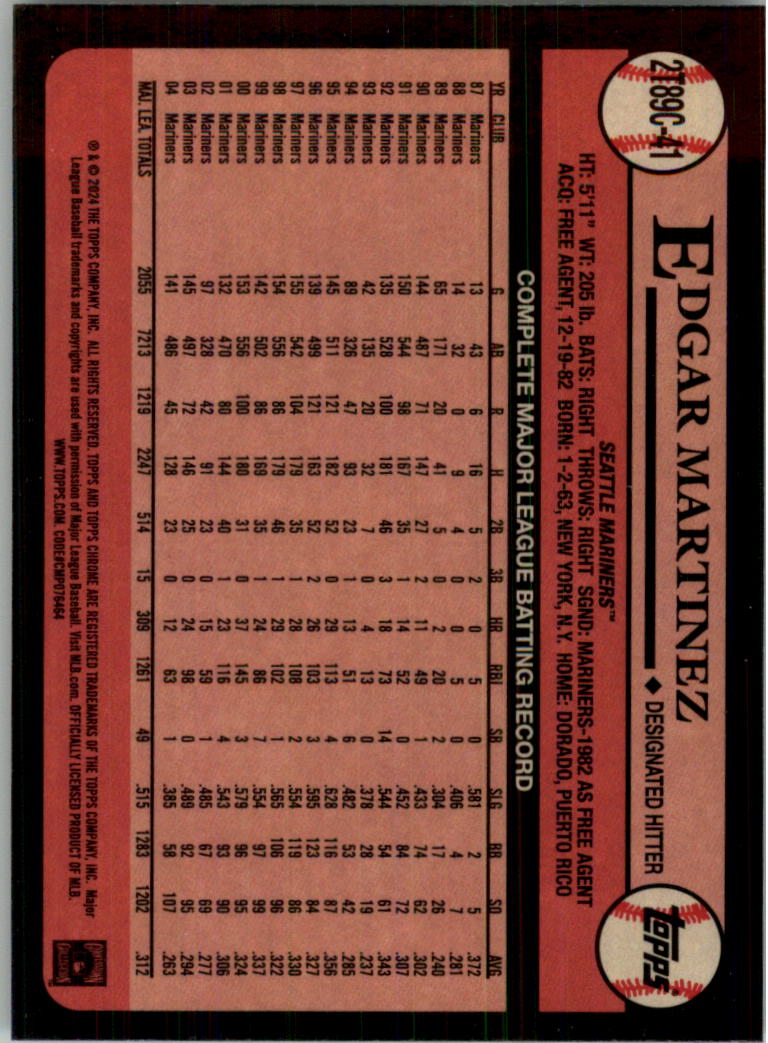 2T89C-41
EDGAR MARTINEZ
◆ DESIGNATED HITTER
topps®
SEATTLE MARINERS™
HT: 5'11" WT: 205 lb. BATS: RIGHT THROWS: RIGHT SGND: MARINERS-1982 AS FREE AGENT
ACQ: FREE AGENT, 12-19-82 BORN: 1-2-63, NEW YORK, N.Y. HOME: DORADO, PUERTO RICO
COMPLETE MAJOR LEAGUE BATTING RECORD
YR CLUB G AB R H 2B 3B HR RBI SB SLG BB SO AVG
87 Mariners 13 43 6 16 5 2 0 5 0 .581 2 5 .372
88 Mariners 14 32 0 9 4 0 0 5 0 .406 4 7 .281
89 Mariners 65 171 20 41 5 0 2 20 2 .304 17 26 .240
90 Mariners 144 487 71 147 27 2 11 49 1 .433 74 62 .302
91 Mariners 150 544 98 167 35 1 14 52 0 .452 84 72 .307
92 Mariners 135 528 100 181 46 3 18 73 14 .544 54 61 .343
93 Mariners 42 135 20 32 7 0 4 13 0 .378 28 19 .237
94 Mariners 89 326 47 93 23 1 13 51 6 .482 53 42 .285
95 Mariners 145 511 121 182 52 0 29 113 4 .628 116 87 .356
96 Mariners 139 499 121 163 52 2 26 103 3 .595 123 84 .327
97 Mariners 155 542 104 179 35 1 28 108 2 .554 119 86 .330
98 Mariners 154 556 86 179 46 1 29 102 1 .565 106 96 .322
99 Mariners 142 502 86 169 35 1 24 86 7 .554 97 99 .337
00 Mariners 153 556 100 180 31 0 37 145 3 .579 96 95 .324
01 Mariners 132 470 80 144 40 1 23 116 4 .543 93 90 .306
02 Mariners 97 328 42 91 23 0 15 59 1 .485 67 69 .277
03 Mariners 145 497 72 146 25 0 24 98 0 .489 92 95 .294
04 Mariners 141 486 45 128 23 0 12 63 1 .385 58 107 .263
MAJ. LEA. TOTALS 2055 7213 1219 2247 514 15 309 1261 49 .515 1283 1202 .312
® & © 2024 THE TOPPS COMPANY, INC. ALL RIGHTS RESERVED. TOPPS AND TOPPS CHROME ARE REGISTERED TRADEMARKS OF THE TOPPS COMPANY, INC. Major
League Baseball trademarks and copyrights are used with permission of Major League Baseball. Visit MLB.com. OFFICIALLY LICENSED PRODUCT OF MLB.
WWW.TOPPS.COM. CODE#CMP076464